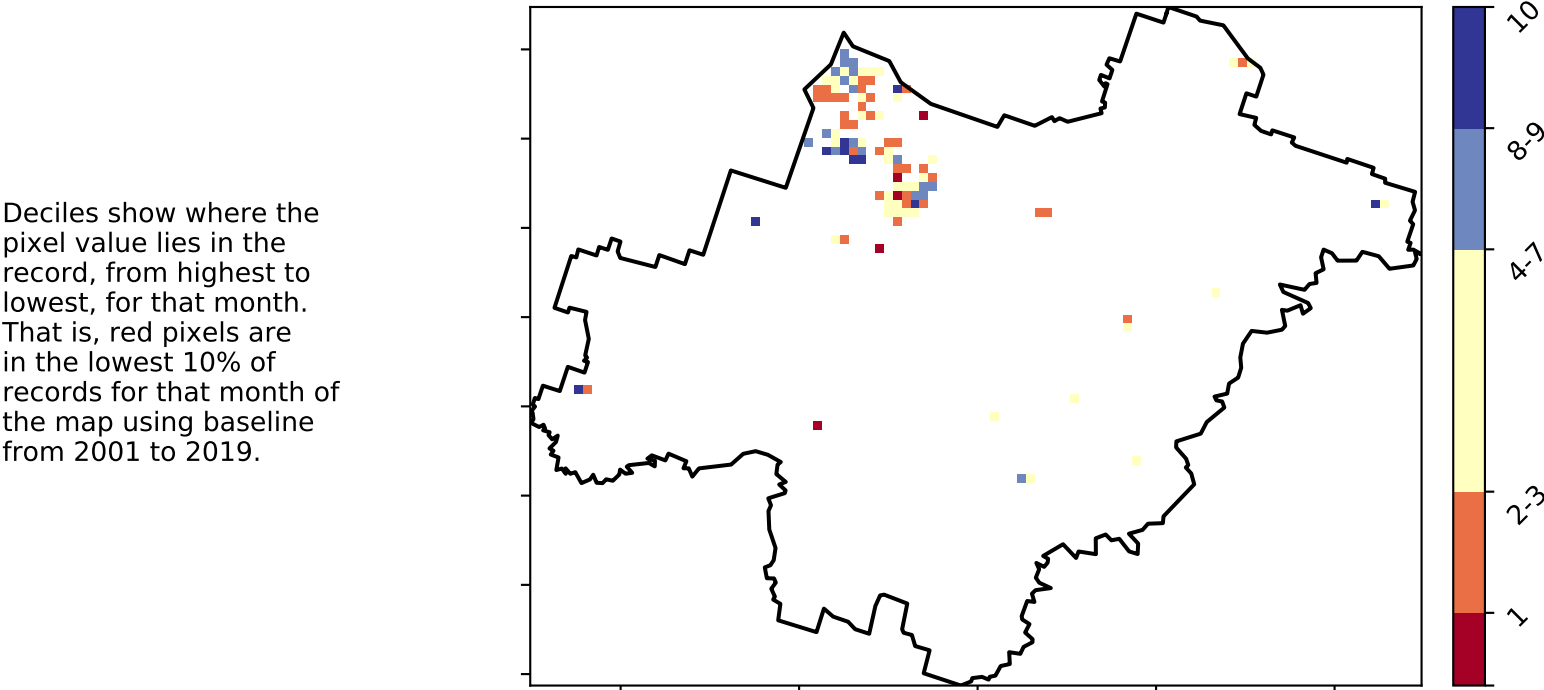 Deciles show where the
pixel value lies in the
record, from highest to
lowest, for that month.
That is, red pixels are
in the lowest 10% of
records for that month of
the map using baseline
from 2001 to 2019.
10
8-9
4-7
2-3
1